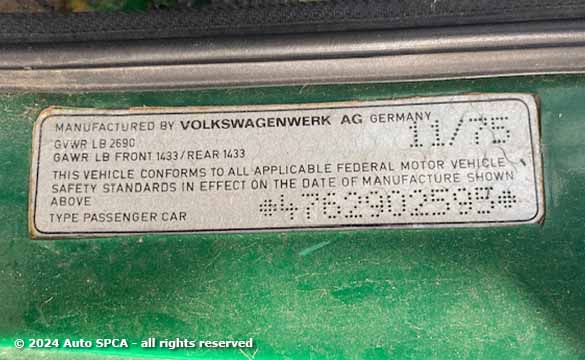 MANUFACTURED BY VOLKSWAGENWERK AG GERMANY
11/75
GVWR LB 2690
GAWR LB FRONT 1433/REAR 1433
THIS VEHICLE CONFORMS TO ALL APPLICABLE FEDERAL MOTOR VEHICLE
SAFETY STANDARDS IN EFFECT ON THE DATE OF MANUFACTURE SHOWN
ABOVE
*4762902595*
TYPE PASSENGER CAR
© 2024 Auto SPCA - all rights reserved